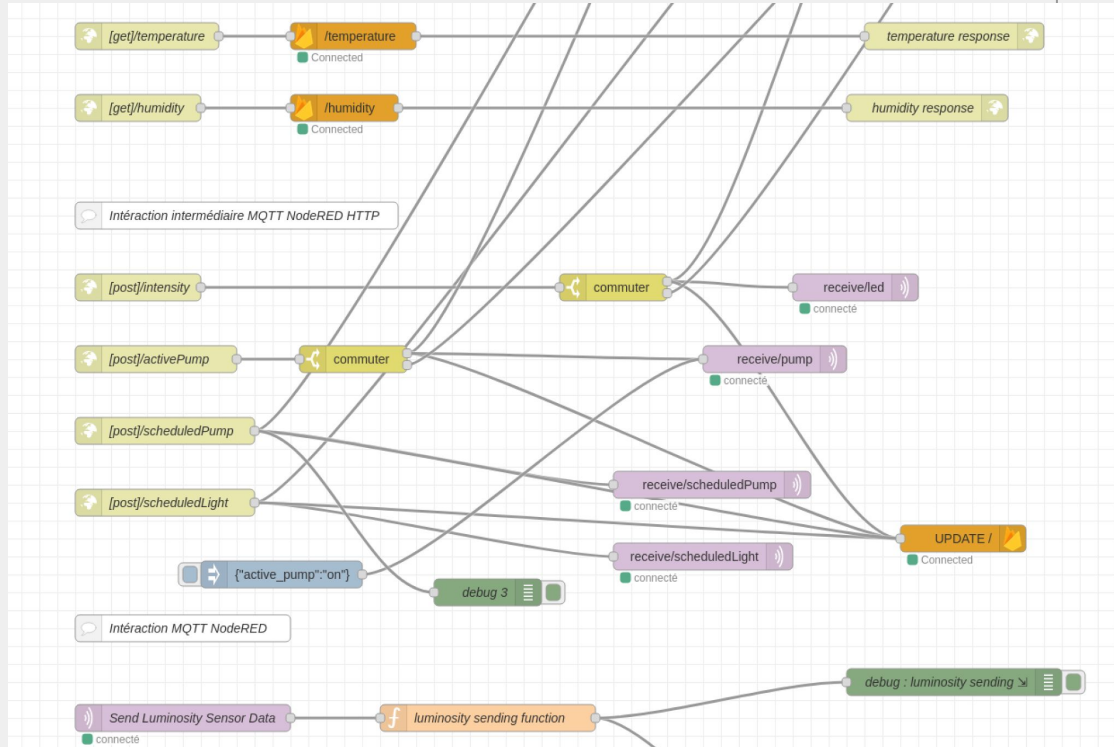 [get]/temperature
/temperature
temperature response
Connected
[get]/humidity
/humidity
humidity response
Connected
Intéraction intermédiaire MQTT NodeRED HTTP
[post]/intensity
commuter
receive/led
connecté
[post]/activePump
commuter
receive/pump
connecté
[post]/scheduledPump
receive/scheduledPump
connecté
[post]/scheduledLight
UPDATE /
Connected
receive/scheduledLight
connecté
{"active_pump":"on"}
debug 3
Intéraction MQTT NodeRED
debug : luminosity sending
Send Luminosity Sensor Data
luminosity sending function
connecté